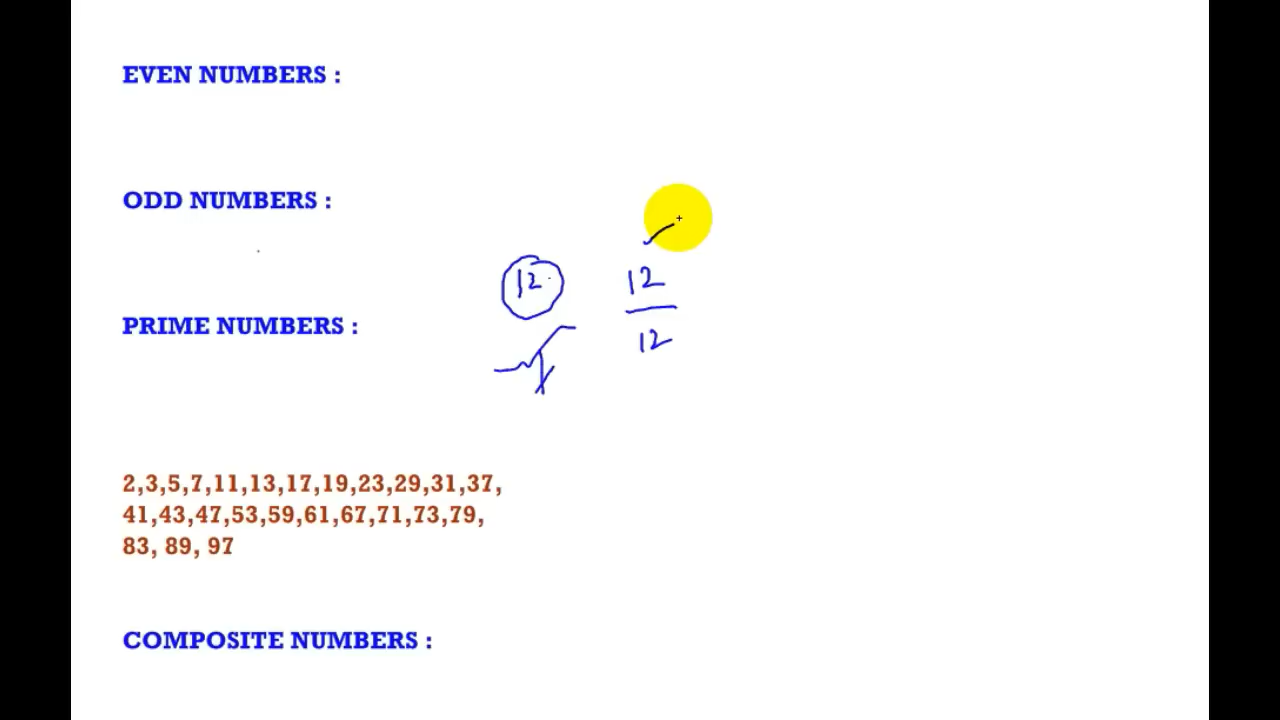 EVEN NUMBERS :
ODD NUMBERS :
12
12
12
PRIME NUMBERS :
2,3,5,7,11,13,17,19,23,29,31,37,
41,43,47,53,59,61,67,71,73,79,
83, 89, 97
COMPOSITE NUMBERS :